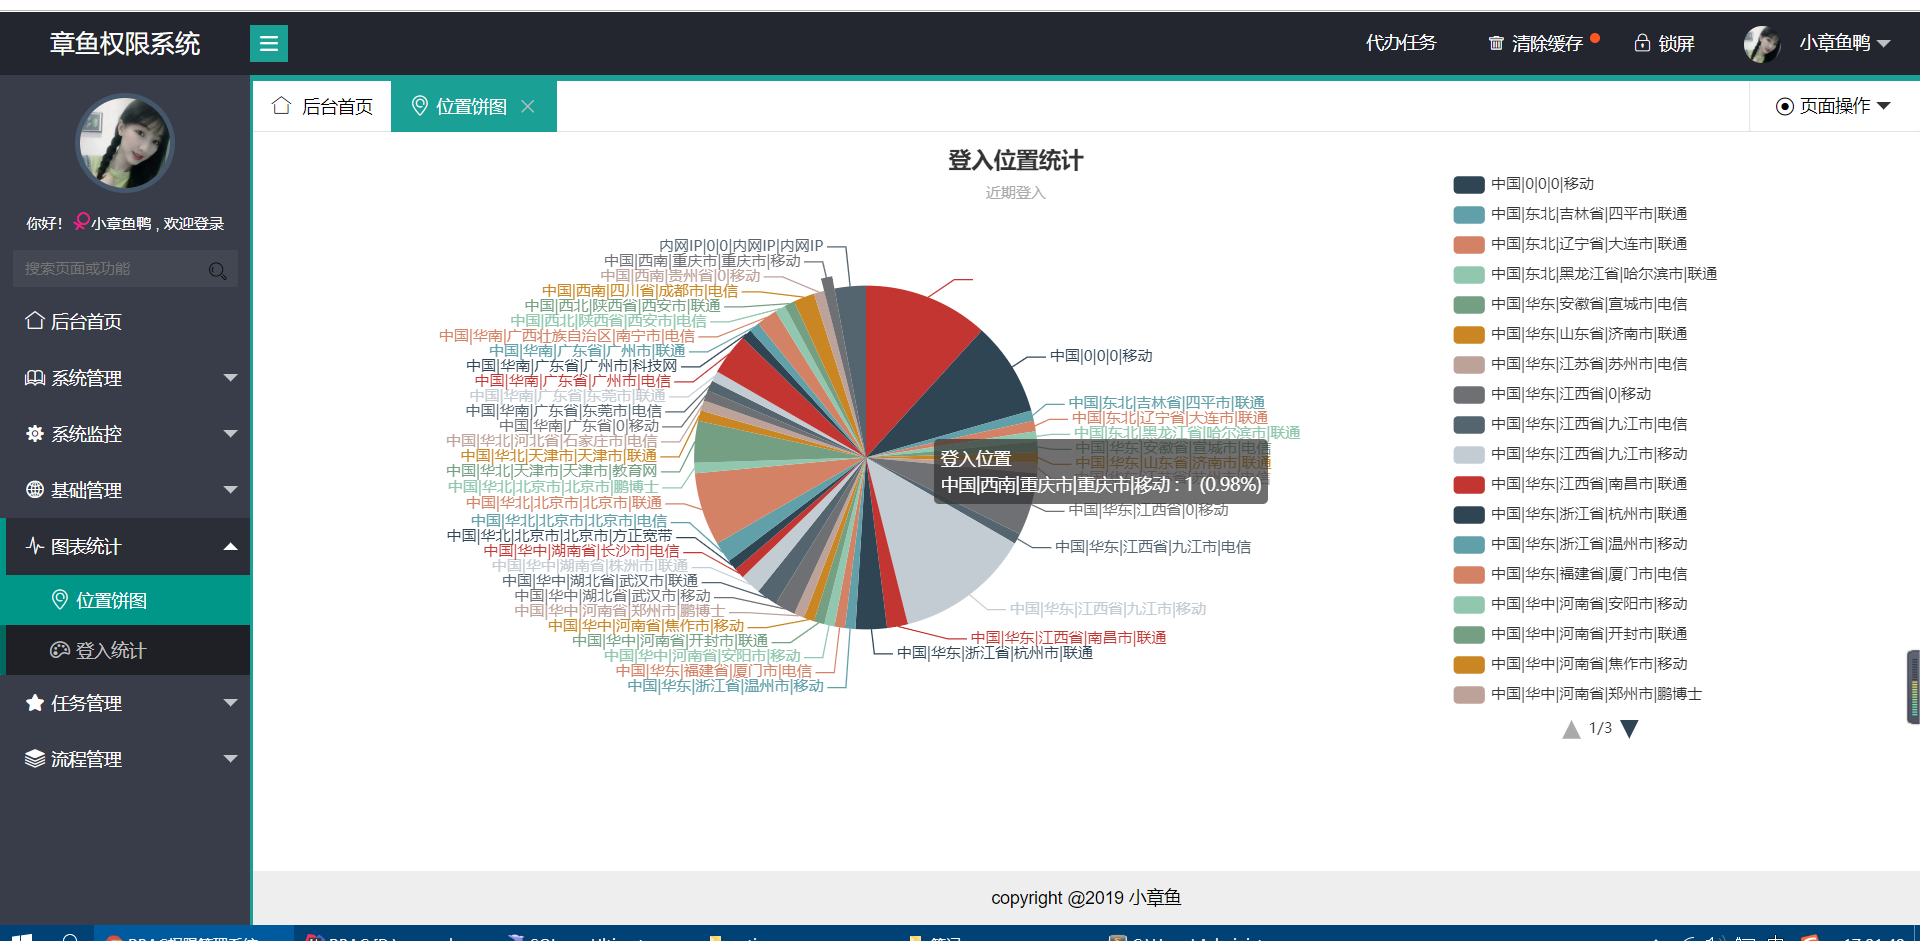 章鱼权限系统
代办任务
清除缓存
锁屏
小章鱼鸭
后台首页
位置饼图
页面操作
你好！小章鱼鸭 , 欢迎登录
搜索页面或功能
后台首页
系统管理
系统监控
基础管理
图表统计
位置饼图
登入统计
任务管理
流程管理
登入位置统计
近期登入
内网IP|0|0|内网IP|内网IP
中国|西南|重庆市|重庆市|移动
中国|西南|贵州省|0|移动
中国|西南|四川省|成都市|电信
中国|西北|陕西省|西安市|联通
中国|西北|陕西省|西安市|电信
中国|华南|广西壮族自治区|南宁市|电信
中国|华南|广东省|广州市|联通
中国|华南|广东省|广州市|科技网
中国|华南|广东省|广州市|电信
中国|华南|广东省|东莞市|联通
中国|华南|广东省|东莞市|电信
中国|华南|广东省|0|移动
中国|华北|河北省|石家庄市|电信
中国|华北|天津市|天津市|联通
中国|华北|天津市|天津市|教育网
中国|华北|北京市|北京市|鹏博士
中国|华北|北京市|北京市|联通
中国|华北|北京市|北京市|电信
中国|华北|北京市|北京市|方正宽带
中国|华中|湖南省|长沙市|电信
中国|华中|湖南省|株洲市|联通
中国|华中|湖北省|武汉市|联通
中国|华中|湖北省|武汉市|移动
中国|华中|河南省|郑州市|鹏博士
中国|华中|河南省|焦作市|移动
中国|华中|河南省|开封市|联通
中国|华中|河南省|安阳市|移动
中国|华东|福建省|厦门市|电信
中国|华东|浙江省|温州市|移动
中国|0|0|0|移动
中国|东北|吉林省|四平市|联通
中国|东北|辽宁省|大连市|联通
中国|东北|黑龙江省|哈尔滨市|联通
中国|华东|安徽省|宣城市|电信
中国|华东|山东省|济南市|联通
登入位置
中国|西南|重庆市|重庆市|移动 : 1 (0.98%)
中国|华东|江西省|0|移动
中国|华东|江西省|九江市|电信
中国|华东|江西省|九江市|移动
中国|华东|江西省|南昌市|联通
中国|华东|浙江省|杭州市|联通
中国|0|0|0|移动
中国|东北|吉林省|四平市|联通
中国|东北|辽宁省|大连市|联通
中国|东北|黑龙江省|哈尔滨市|联通
中国|华东|安徽省|宣城市|电信
中国|华东|山东省|济南市|联通
中国|华东|江苏省|苏州市|电信
中国|华东|江西省|0|移动
中国|华东|江西省|九江市|电信
中国|华东|江西省|九江市|移动
中国|华东|江西省|南昌市|联通
中国|华东|浙江省|杭州市|联通
中国|华东|浙江省|温州市|移动
中国|华东|福建省|厦门市|电信
中国|华中|河南省|安阳市|移动
中国|华中|河南省|开封市|联通
中国|华中|河南省|焦作市|移动
中国|华中|河南省|郑州市|鹏博士
1/3
copyright @2019 小章鱼